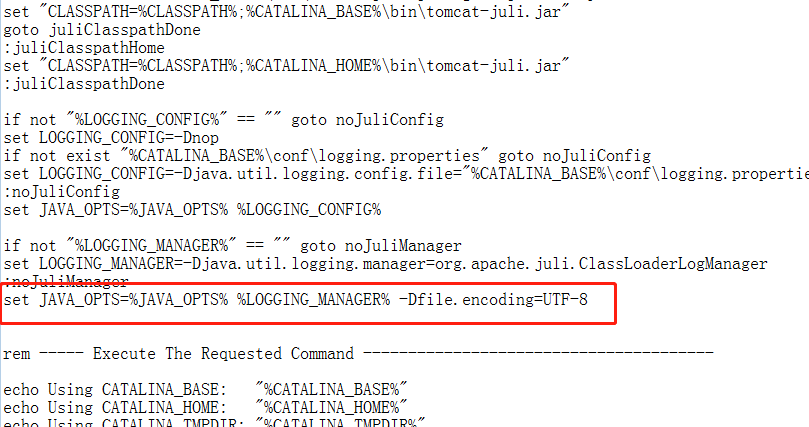 set "CLASSPATH=%CLASSPATH%;%CATALINA_BASE%\bin\tomcat-juli.jar"
goto juliClasspathDone
:juliClasspathHome
set "CLASSPATH=%CLASSPATH%;%CATALINA_HOME%\bin\tomcat-juli.jar"
:juliClasspathDone
if not "%LOGGING_CONFIG%" == "" goto noJuliConfig
set LOGGING_CONFIG=-Dnop
if not exist "%CATALINA_BASE%\conf\logging.properties" goto noJuliConfig
set LOGGING_CONFIG=-Djava.util.logging.config.file="%CATALINA_BASE%\conf\logging.propertie
:noJuliConfig
set JAVA_OPTS=%JAVA_OPTS% %LOGGING_CONFIG%
if not "%LOGGING_MANAGER%" == "" goto noJuliManager
set LOGGING_MANAGER=-Djava.util.logging.manager=org.apache.juli.ClassLoaderLogManager
:noJuliManager
set JAVA_OPTS=%JAVA_OPTS% %LOGGING_MANAGER% -Dfile.encoding=UTF-8
rem ----- Execute The Requested Command ---------------------------------------
echo Using CATALINA_BASE:   "%CATALINA_BASE%"
echo Using CATALINA_HOME:   "%CATALINA_HOME%"
echo Using CATALINA_TMPDIR: "%CATALINA_TMPDIR%"